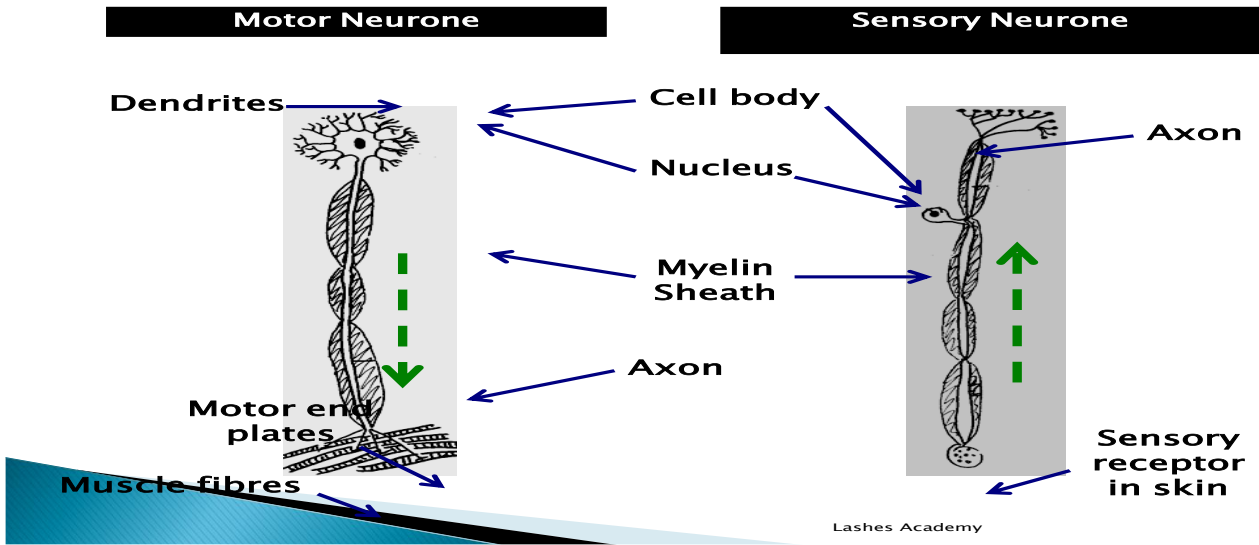 Motor Neurone
Sensory Neurone
Dendrites
Cell body
Axon
Nucleus
Myelin
Sheath
Axon
Motor end
plates
Muscle fibres
Sensory
receptor
in skin
Lashes Academy